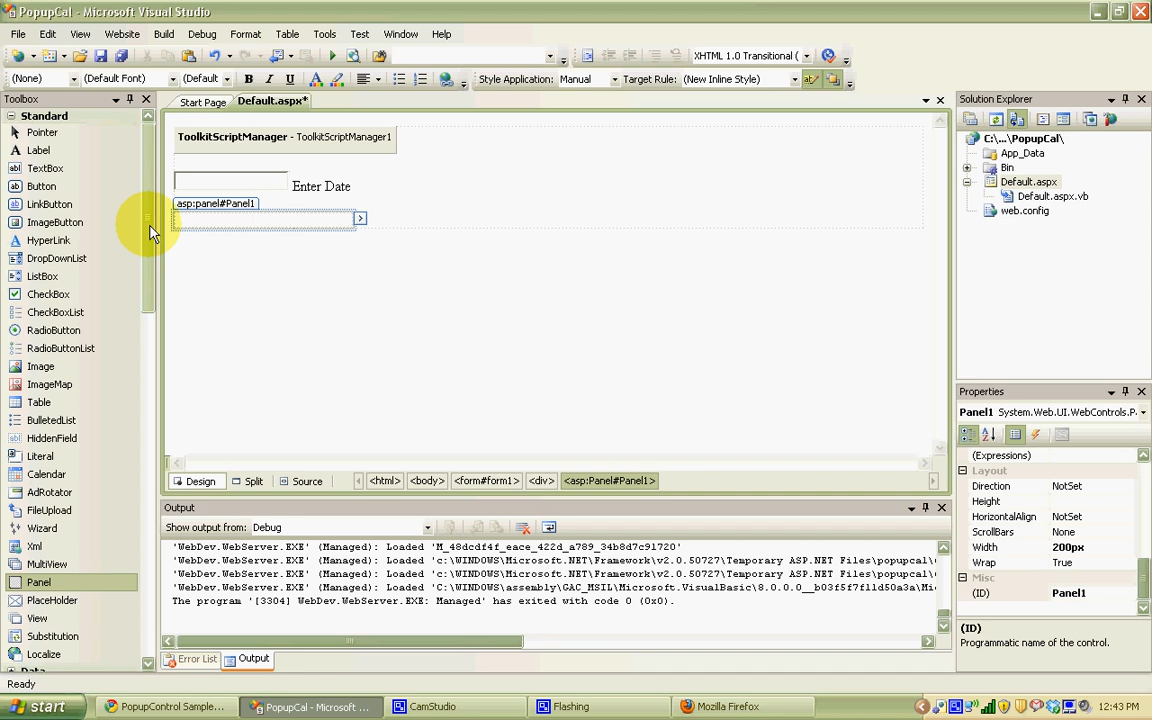 PopupCal - Microsoft Visual Studio
File Edit View Website Build Debug Format Table Tools Test Window Help
XHTML 1.0 Transitional (
(None) (Default Font) (Default B I U Style Application: Manual Target Rule: (New Inline Style)
Toolbox
Standard
Pointer
Label
TextBox
Button
LinkButton
ImageButton
HyperLink
DropDownList
ListBox
CheckBox
CheckBoxList
RadioButton
RadioButtonList
Image
ImageMap
Table
BulletedList
HiddenField
Literal
Calendar
AdRotator
FileUpload
Wizard
Xml
MultiView
Panel
PlaceHolder
View
Substitution
Localize
Data
Start Page Default.aspx*
ToolkitScriptManager - ToolkitScriptManager1
Enter Date
asp:panel#Panel1
Design Split Source <html> <body> <form#form1> <div> <asp:Panel#Panel1>
Output
Show output from: Debug
'WebDev.WebServer.EXE' (Managed): Loaded 'M_48dcdf4f_eace_422d_a789_34b8d7c91720'
'WebDev.WebServer.EXE' (Managed): Loaded 'c:\WINDOWS\Microsoft.NET\Framework\v2.0.50727\Temporary ASP.NET Files\popupcal\
'WebDev.WebServer.EXE' (Managed): Loaded 'c:\WINDOWS\Microsoft.NET\Framework\v2.0.50727\Temporary ASP.NET Files\popupcal\
'WebDev.WebServer.EXE' (Managed): Loaded 'C:\WINDOWS\assembly\GAC_MSIL\Microsoft.VisualBasic\8.0.0.0__b03f5f7f11d50a3a\Mi
The program '[3304] WebDev.WebServer.EXE: Managed' has exited with code 0 (0x0).
Error List Output
Solution Explorer
C:\...\PopupCal\
App_Data
Bin
Default.aspx
Default.aspx.vb
web.config
Properties
Panel1 System.Web.UI.WebControls.P
(Expressions)
Layout
Direction NotSet
Height
HorizontalAlign NotSet
ScrollBars None
Width 200px
Wrap True
Misc
(ID) Panel1
(ID)
Programmatic name of the control.
Ready
start PopupControl Sample... PopupCal - Microsoft ... CamStudio Flashing Mozilla Firefox 12:43 PM